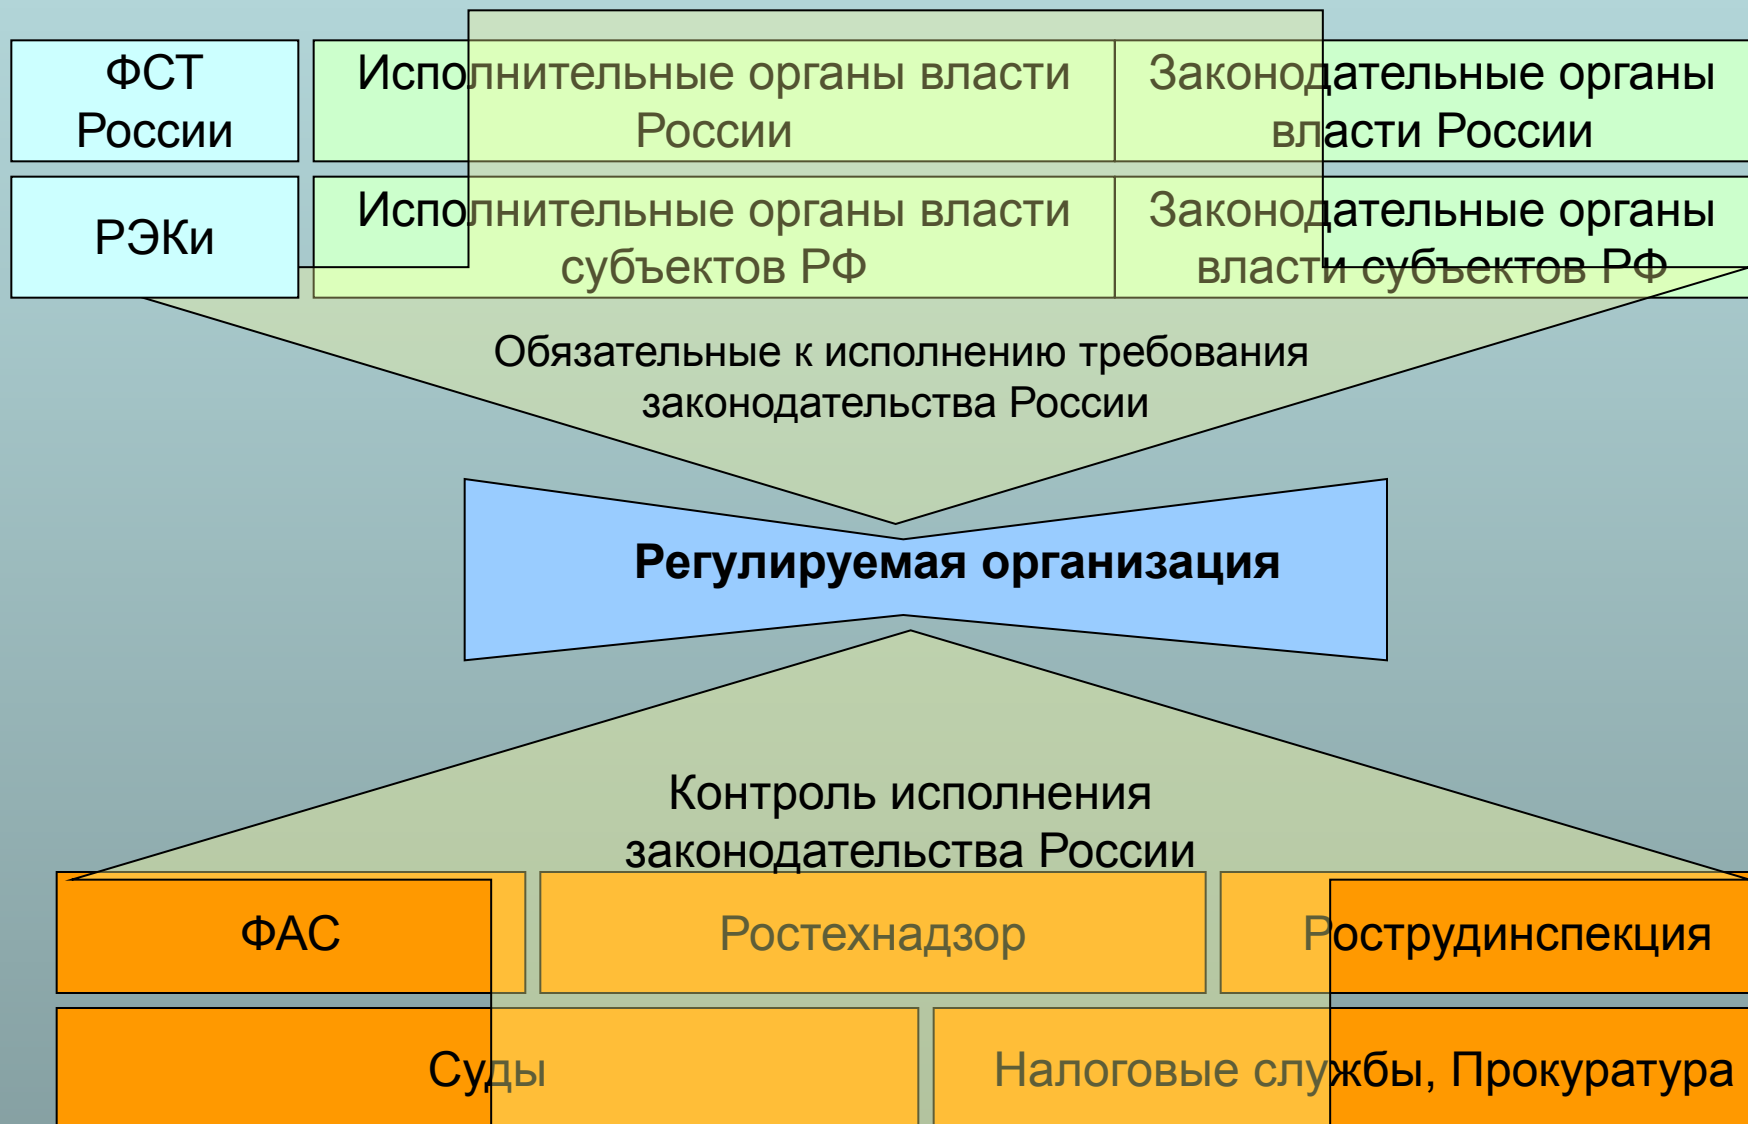 ФСТ
России
Исполнительные органы власти
России
Законодательные органы
власти России
РЭКи
Исполнительные органы власти
субъектов РФ
Законодательные органы
власти субъектов РФ
Обязательные к исполнению требования
законодательства России
Регулируемая организация
Контроль исполнения
законодательства России
ФАС
Ростехнадзор
Рострудинспекция
Суды
Налоговые службы, Прокуратура